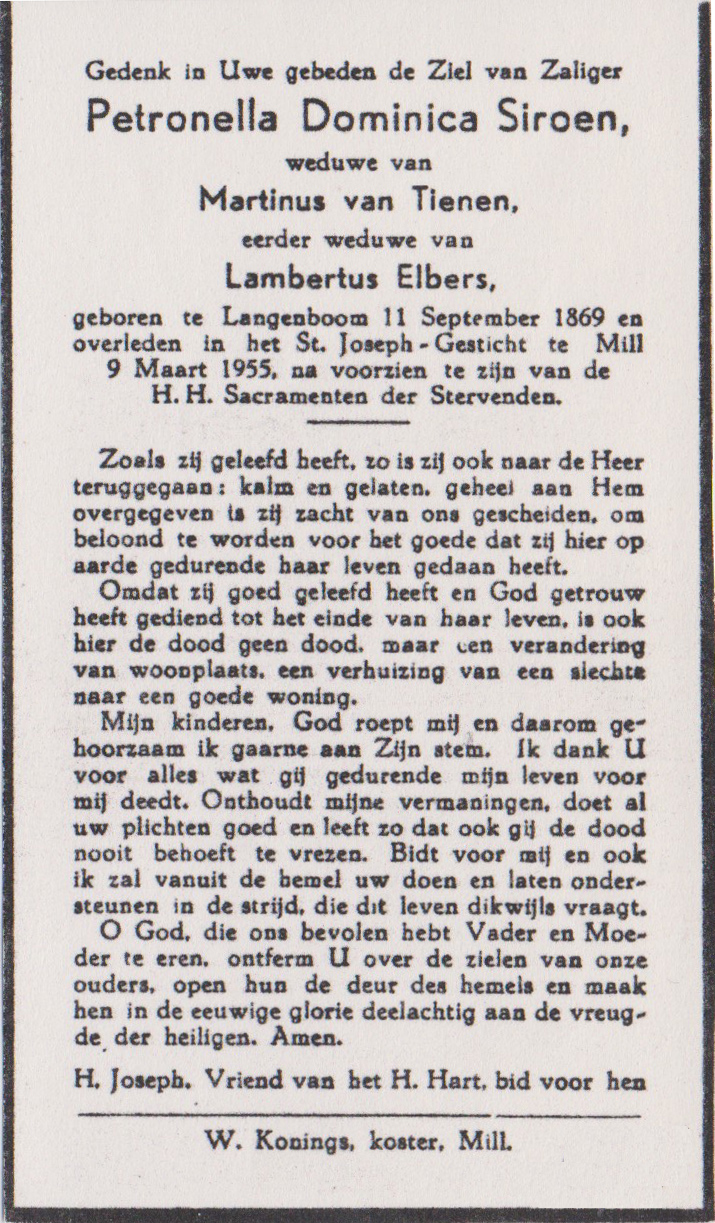 Gedenk in Uwe gebeden de Ziel van Zaliger
Petronella Dominica Siroen,
weduwe van
Martinus van Tienen,
eerder weduwe van
Lambertus Elbers,
geboren te Langenboom 11 September 1869 en
overleden in het St. Joseph-Gesticht te Mill
9 Maart 1955, na voorzien te zijn van de
H. H. Sacramenten der Stervenden.
Zoals zij geleefd heeft, zo is zij ook naar de Heer
teruggegaan: kalm en gelaten, geheel aan Hem
overgegeven is zij zacht van ons gescheiden, om
beloond te worden voor het goede dat zij hier op
aarde gedurende haar leven gedaan heeft.
Omdat zij goed geleefd heeft en God getrouw
heeft gediend tot het einde van haar leven, is ook
hier de dood geen dood, maar een verandering
van woonplaats, een verhuizing van een slechte
naar een goede woning.
Mijn kinderen, God roept mij en daarom ge-
hoorzaam ik gaarne aan Zijn stem. Ik dank U
voor alles wat gij gedurende mijn leven voor
mij deedt. Onthoudt mijne vermaningen, doet al
uw plichten goed en leeft zo dat ook gij de dood
nooit behoeft te vrezen. Bidt voor mij en ook
ik zal vanuit de hemel uw doen en laten onder-
steunen in de strijd, die dit leven dikwijls vraagt.
O God, die ons bevolen hebt Vader en Moe-
der te eren, ontferm U over de zielen van onze
ouders, open hun de deur des hemels en maak
hen in de eeuwige glorie deelachtig aan de vreug-
de der heiligen. Amen.
H. Joseph, Vriend van het H. Hart, bid voor hen
W. Konings, koster, Mill.